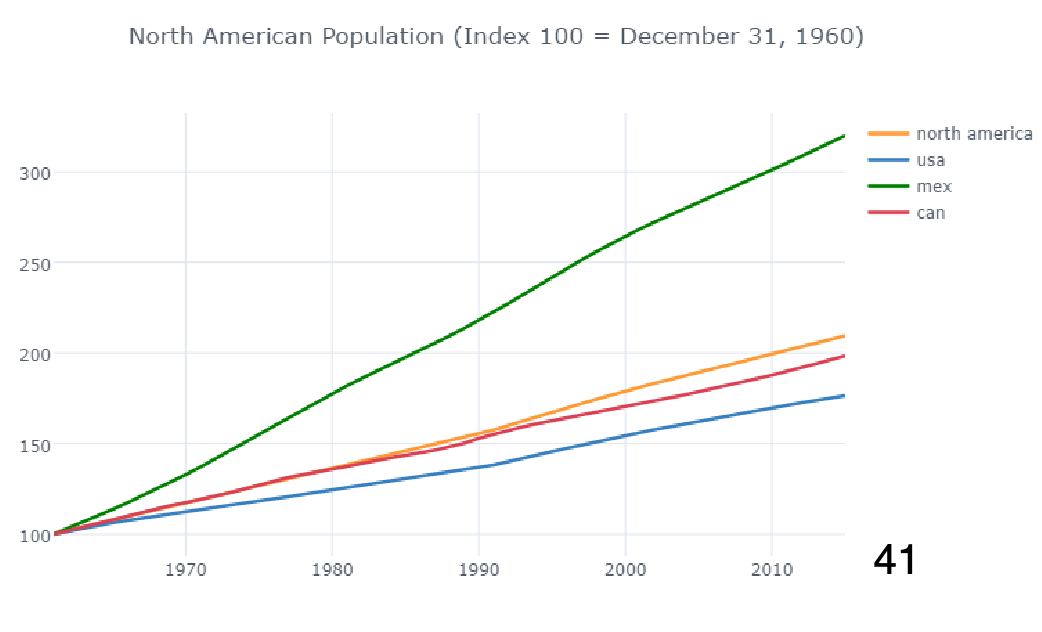 North American Population (Index 100 = December 31, 1960)
north america
usa
mex
can
300
250
200
150
100
1970 1980 1990 2000 2010
41